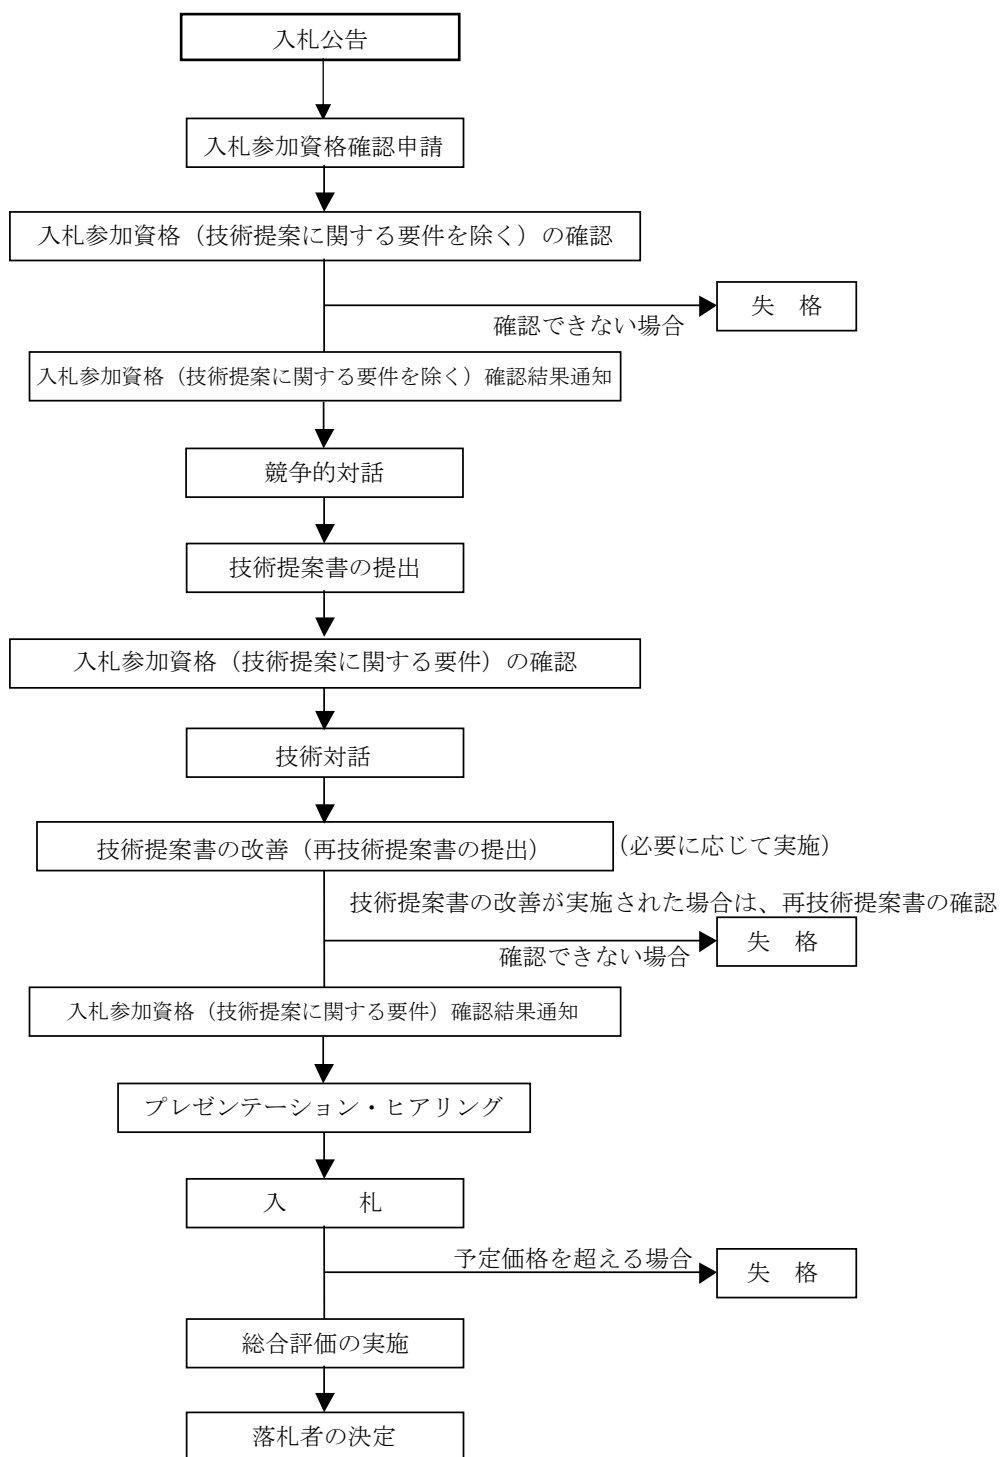 入札公告
入札参加資格確認申請
入札参加資格（技術提案に関する要件を除く）の確認
失　格
確認できない場合
入札参加資格（技術提案に関する要件を除く）確認結果通知
競争的対話
技術提案書の提出
入札参加資格（技術提案に関する要件）の確認
技術対話
技術提案書の改善（再技術提案書の提出）
（必要に応じて実施）
技術提案書の改善が実施された場合は、再技術提案書の確認
失　格
確認できない場合
入札参加資格（技術提案に関する要件）確認結果通知
プレゼンテーション・ヒアリング
入　　　札
予定価格を超える場合
失　格
総合評価の実施
落札者の決定